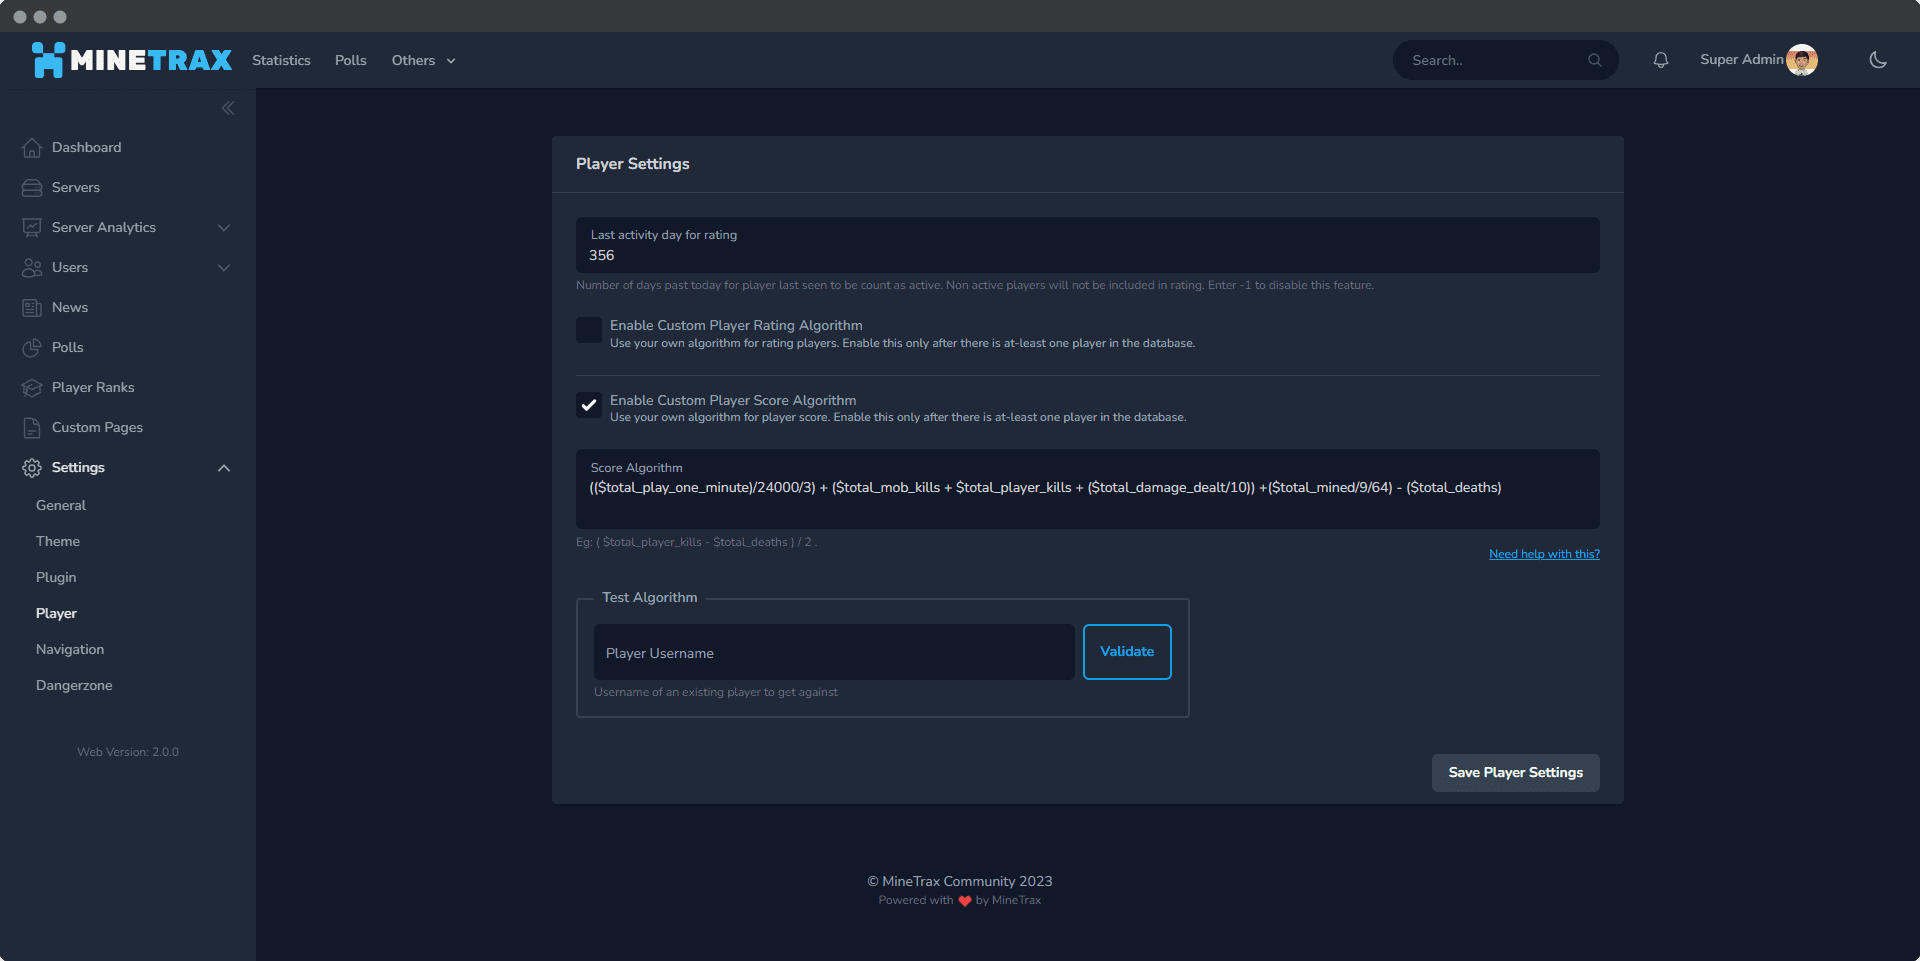 MINETRAX
Statistics
Polls
Others
Search..
Super Admin
Dashboard
Servers
Server Analytics
Users
News
Polls
Player Ranks
Custom Pages
Settings
General
Theme
Plugin
Player
Navigation
Dangerzone
Web Version: 2.0.0
Player Settings
Last activity day for rating
356
Number of days past today for player last seen to be count as active. Non active players will not be included in rating. Enter -1 to disable this feature.
Enable Custom Player Rating Algorithm
Use your own algorithm for rating players. Enable this only after there is at-least one player in the database.
Enable Custom Player Score Algorithm
Use your own algorithm for player score. Enable this only after there is at-least one player in the database.
Score Algorithm
(($total_play_one_minute)/24000/3) + ($total_mob_kills + $total_player_kills + ($total_damage_dealt/10)) +($total_mined/9/64) - ($total_deaths)
Eg: ( $total_player_kills - $total_deaths ) / 2 .
Need help with this?
Test Algorithm
Player Username
Validate
Username of an existing player to get against
Save Player Settings
© MineTrax Community 2023
Powered with ❤ by MineTrax